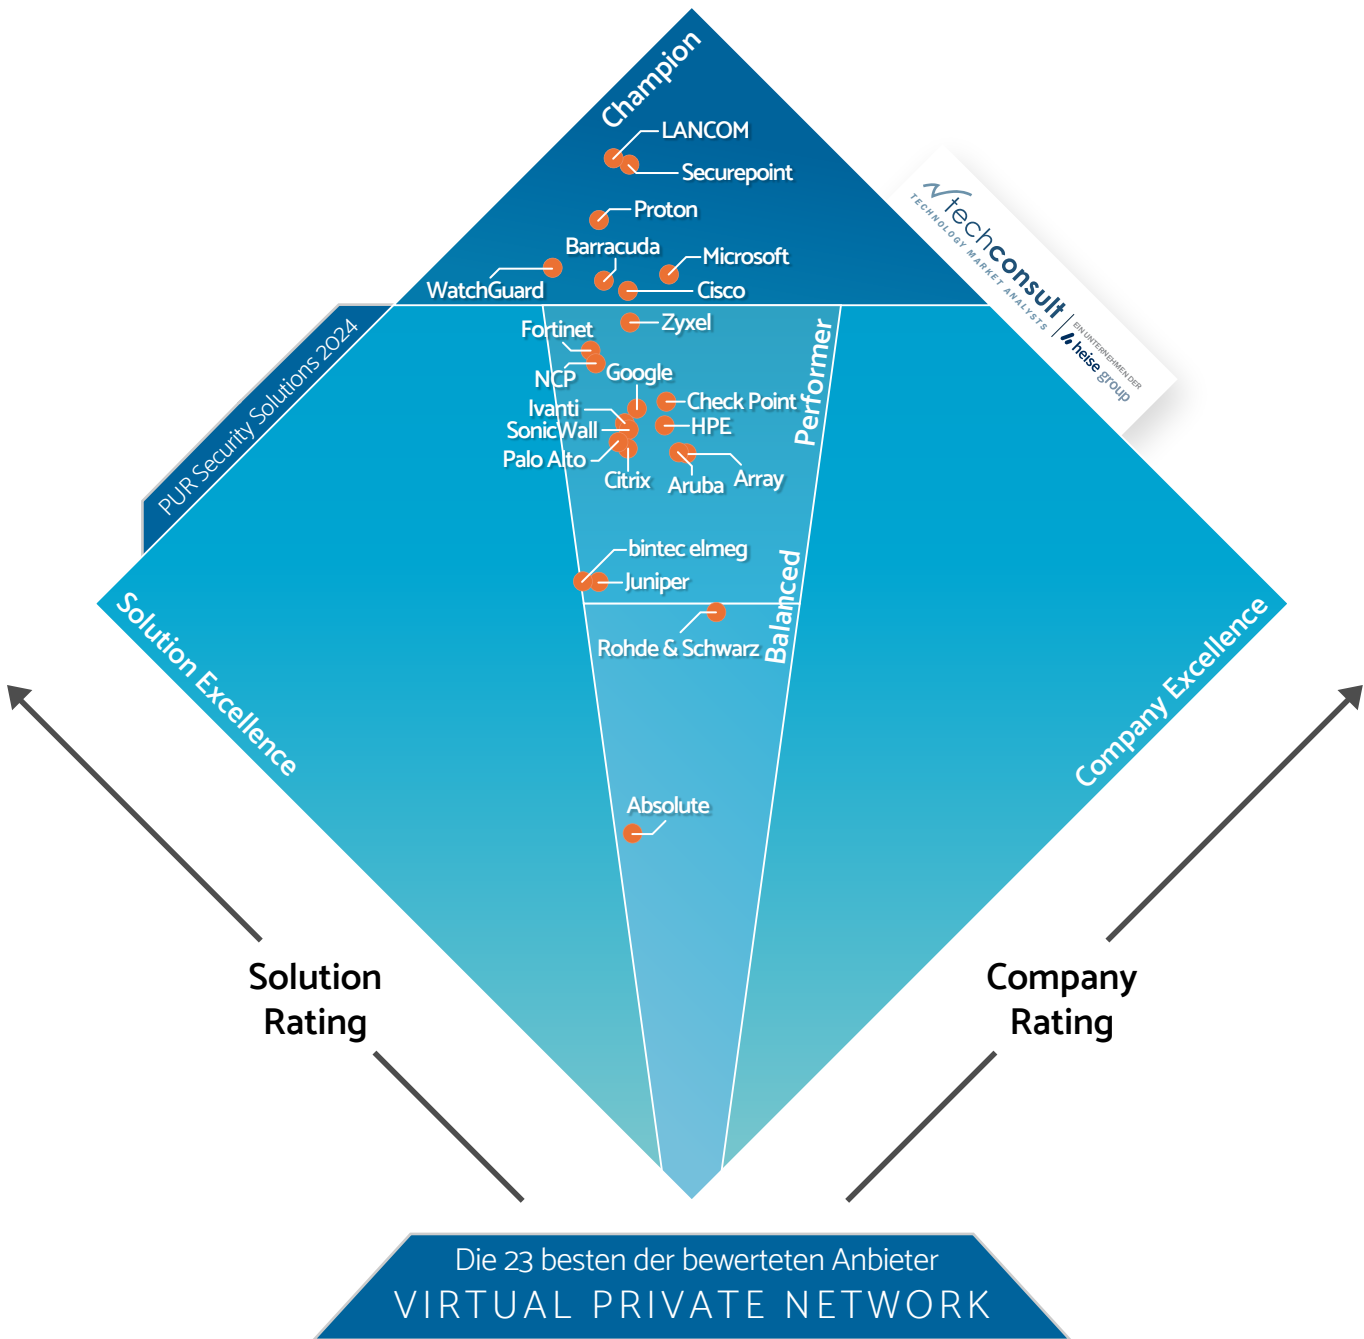 Champion
LANCOM
Securepoint
Proton
Barracuda
Microsoft
WatchGuard
Cisco
techconsult
TECHNOLOGY MARKET ANALYSTS
EIN UNTERNEHMEN DER
heise group
PUR Security Solutions 2024
Zyxel
Fortinet
NCP
Google
Performer
Check Point
Ivanti
HPE
SonicWall
Palo Alto
Citrix
Aruba
Array
bintec elmeg
Juniper
Balanced
Rohde & Schwarz
Solution Excellence
Company Excellence
Absolute
Solution
Rating
Company
Rating
Die 23 besten der bewerteten Anbieter
VIRTUAL PRIVATE NETWORK